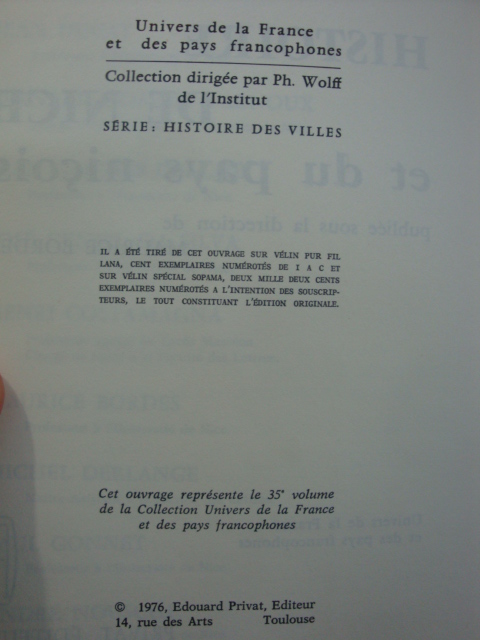 Univers de la France
et des pays francophones
Collection dirigée par Ph. Wolff
de l'Institut
SÉRIE : HISTOIRE DES VILLES
IL A ÉTÉ TIRÉ DE CET OUVRAGE SUR VÉLIN PUR FIL
LANA, CENT EXEMPLAIRES NUMÉROTÉS DE I A C ET
SUR VÉLIN SPÉCIAL SOPAMA, DEUX MILLE DEUX CENTS
EXEMPLAIRES NUMÉROTÉS A L'INTENTION DES SOUSCRIP-
TEURS, LE TOUT CONSTITUANT L'ÉDITION ORIGINALE.
Cet ouvrage représente le 35e volume
de la Collection Univers de la France
et des pays francophones
© 1976, Edouard Privat, Editeur
14, rue des Arts Toulouse